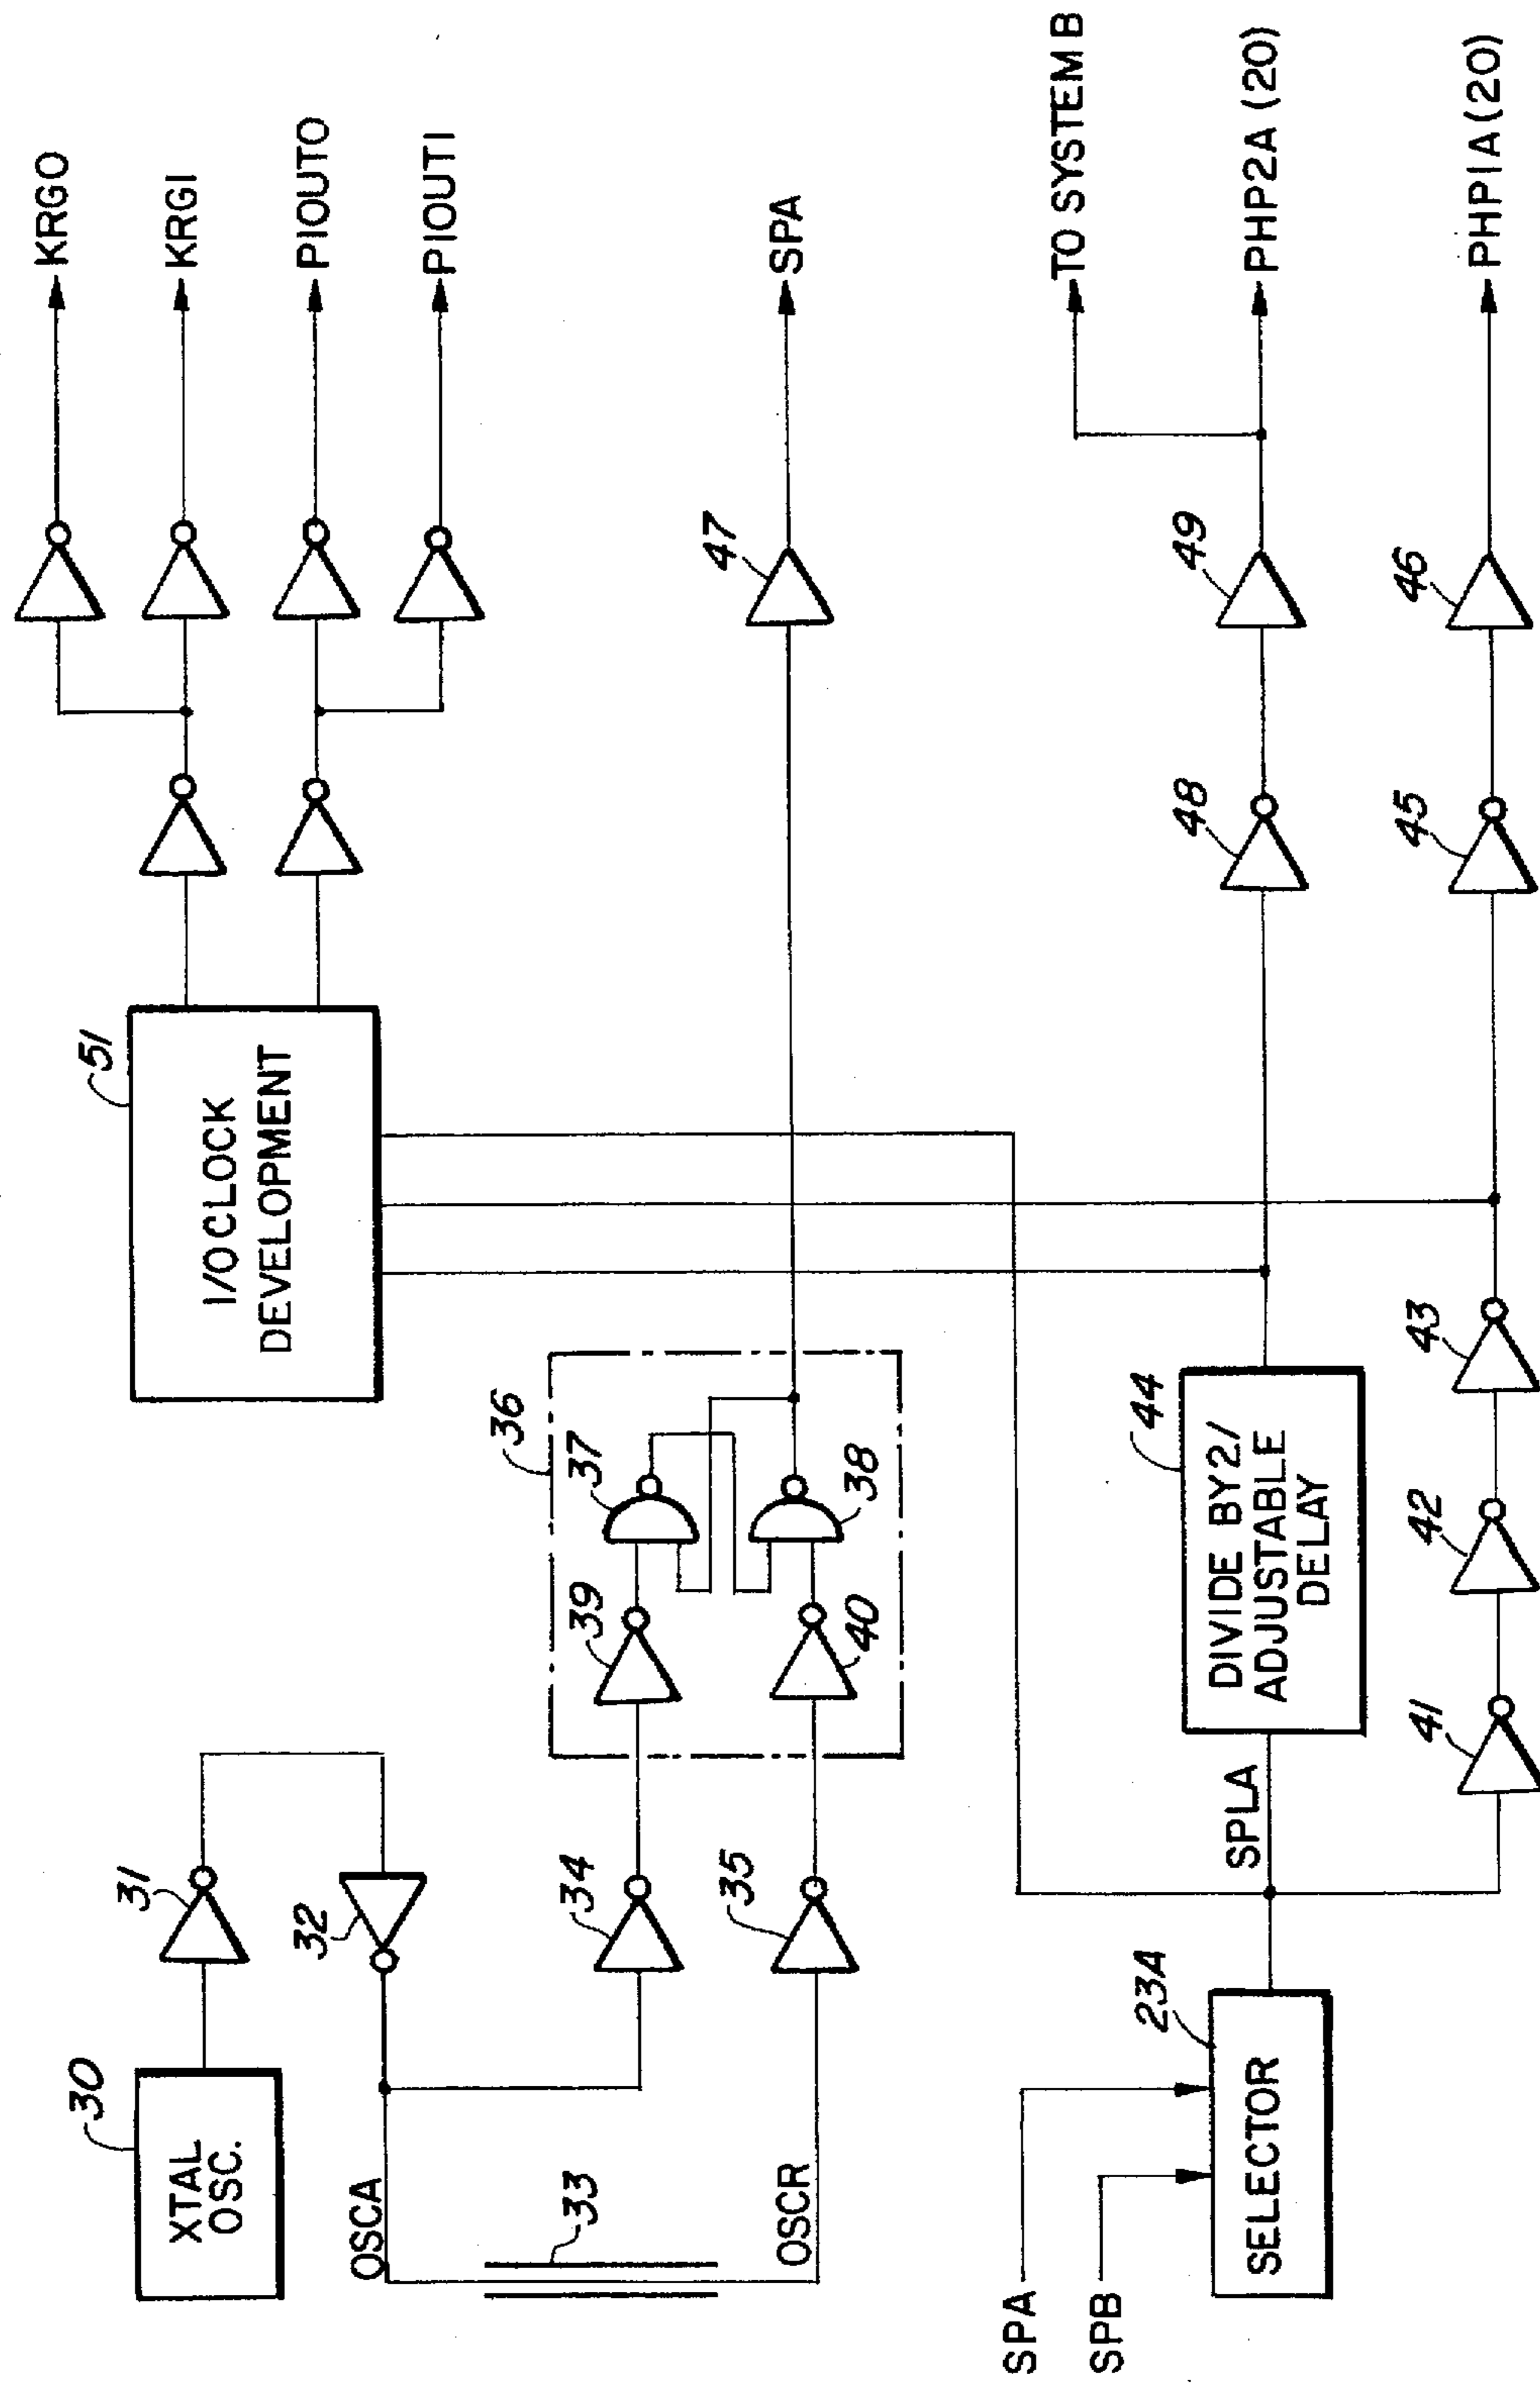 30
XTAL
OSC.
31
32
OSCA
33
OSCR
34
35
36
37
38
39
40
51
I/O CLOCK
DEVELOPMENT
KRGO
KRGI
PIOUTO
PIOUTI
47
SPA
SPA
SPB
23A
SELECTOR
SPLA
44
DIVIDE BY 2/
ADJUSTABLE
DELAY
48
49
TO SYSTEM B
PHP2A (20)
41
42
43
45
46
PHP1A (20)